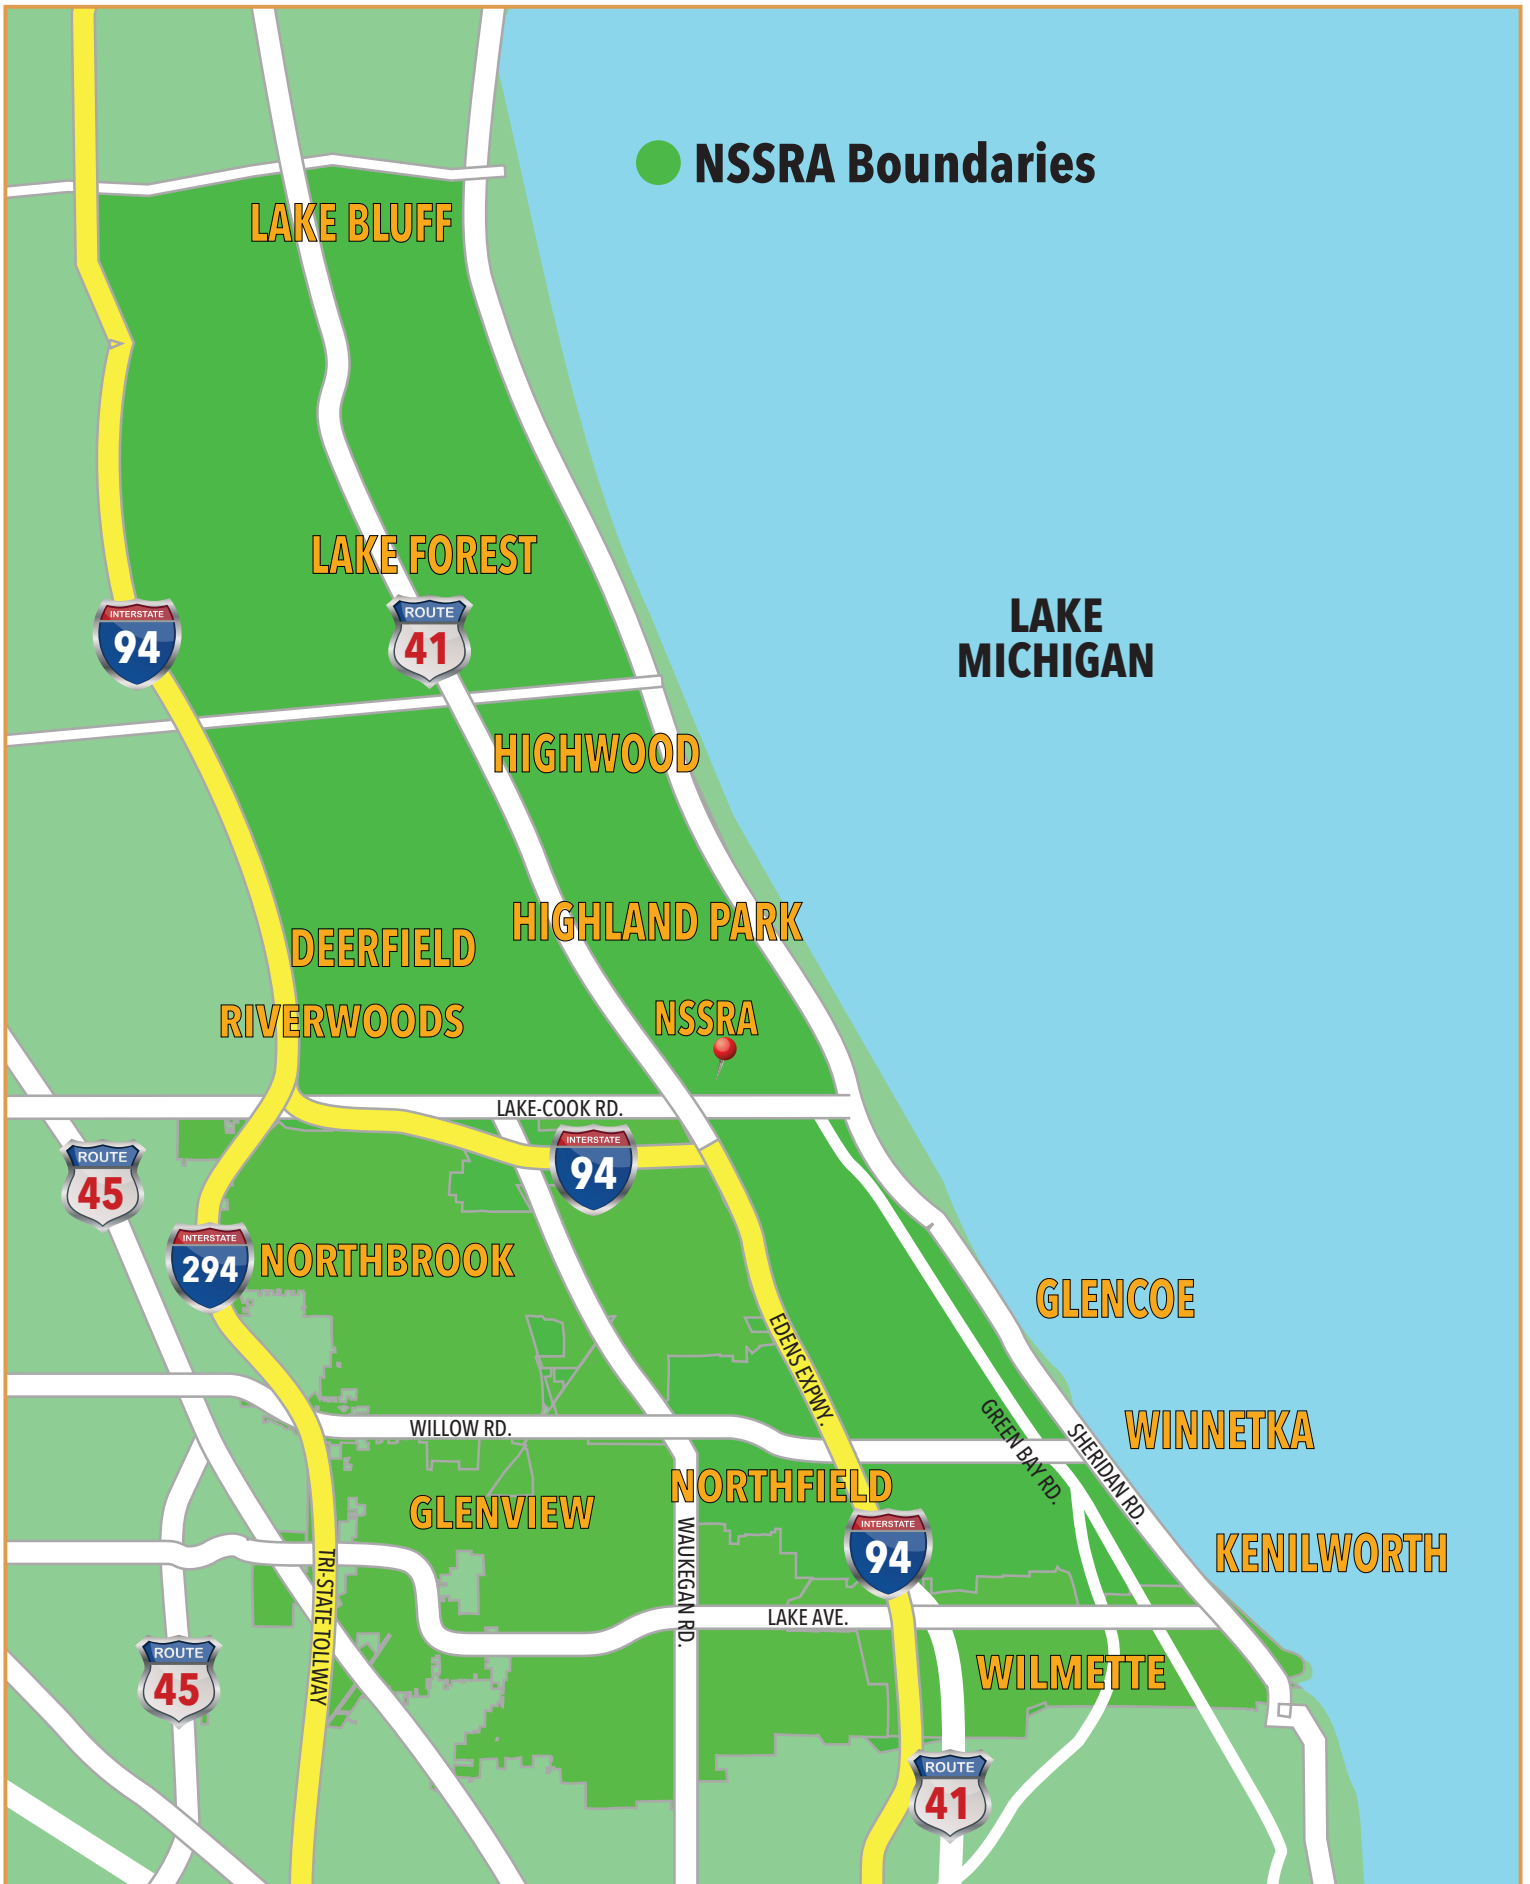 NSSRA Boundaries
LAKE BLUFF
LAKE FOREST
INTERSTATE
94
ROUTE
41
LAKE
MICHIGAN
HIGHWOOD
HIGHLAND PARK
DEERFIELD
RIVERWOODS
NSSRA
LAKE-COOK RD.
INTERSTATE
94
ROUTE
45
INTERSTATE
294
NORTHBROOK
GLENCOE
EDENS EXPWY.
WILLOW RD.
GREEN BAY RD.
SHERIDAN RD.
WINNETKA
NORTHFIELD
GLENVIEW
WAUKEGAN RD.
INTERSTATE
94
KENILWORTH
TRI-STATE TOLLWAY
LAKE AVE.
ROUTE
45
WILMETTE
ROUTE
41